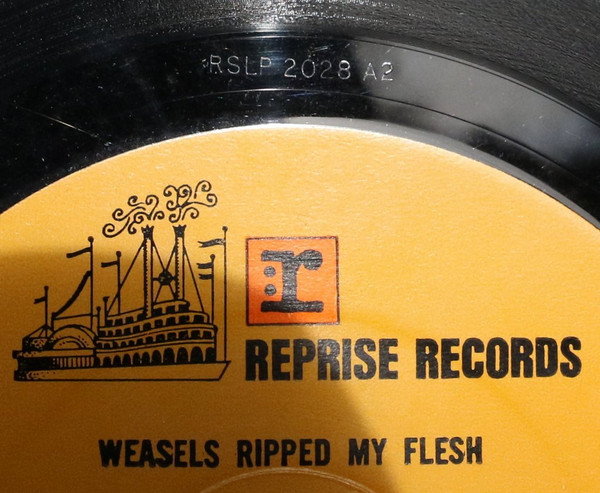 RSLP 2028 A2
r
REPRISE RECORDS
WEASELS RIPPED MY FLESH